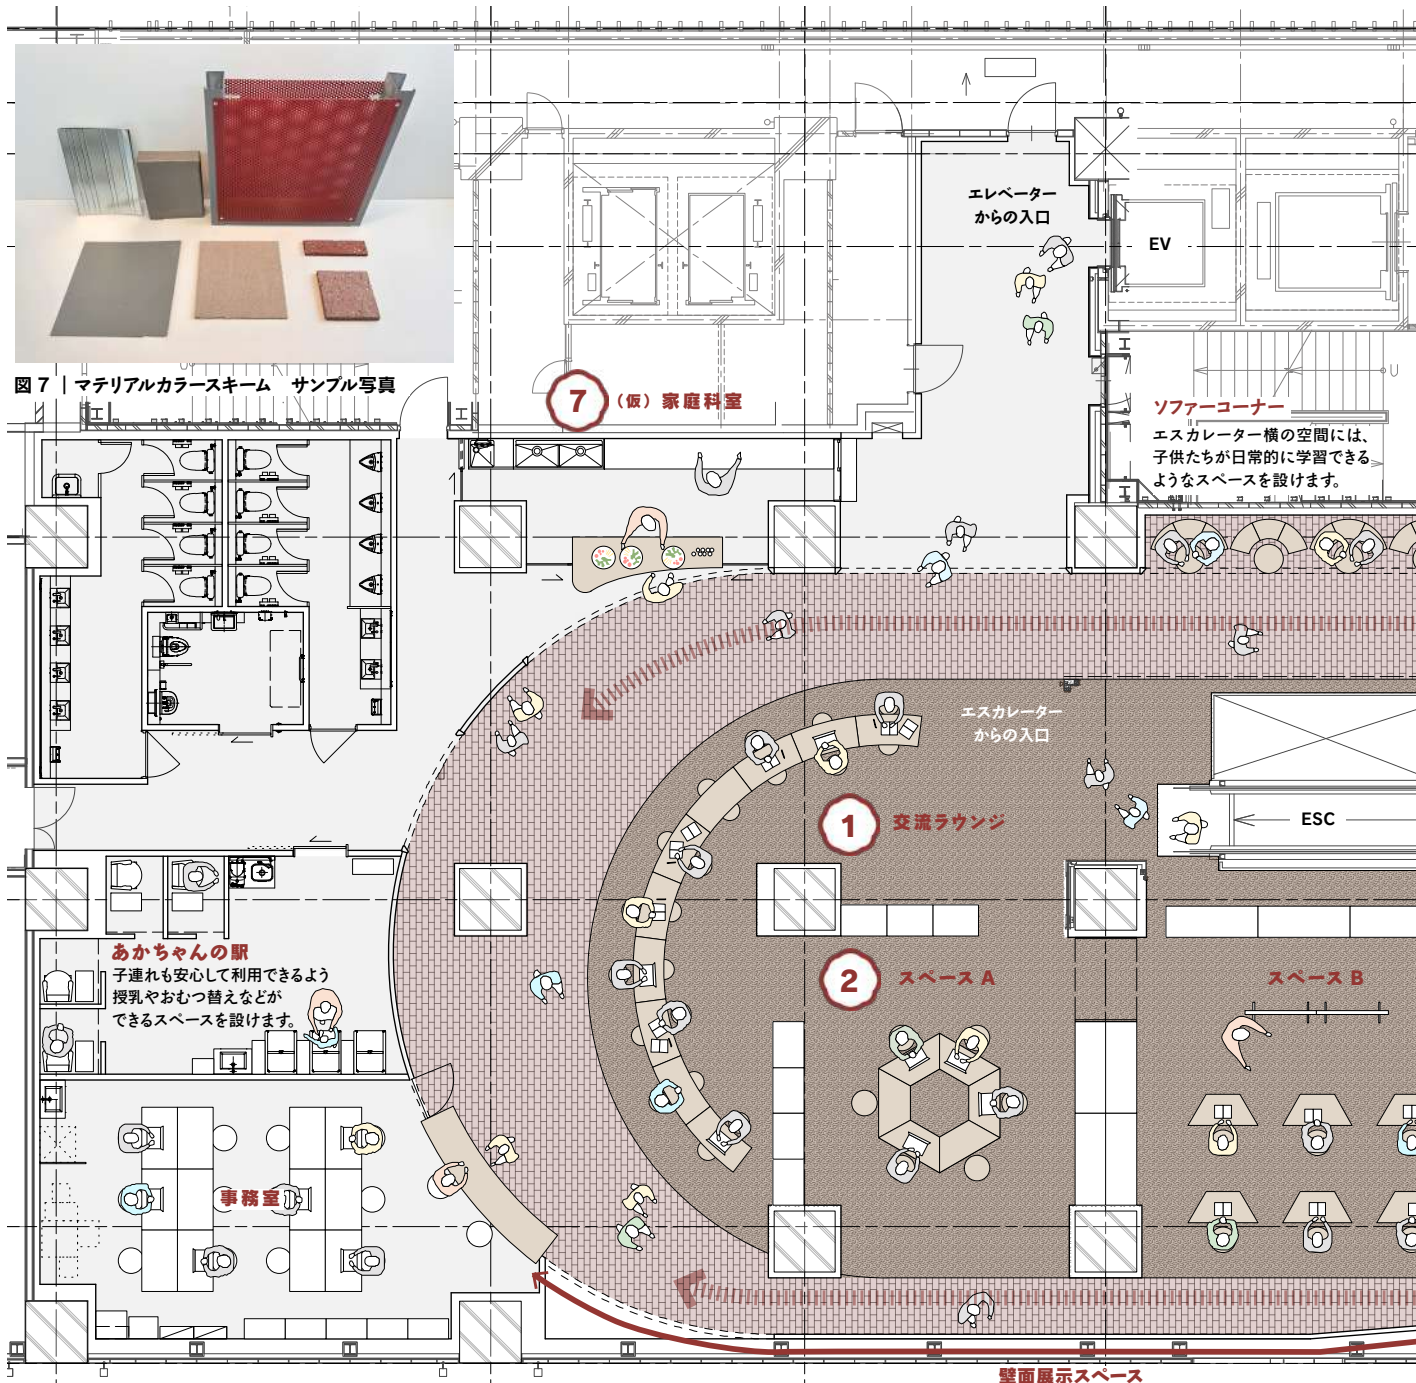 図 7 | マテリアルカラースキーム サンプル写真
エレベーター
からの入口
EV
7 (仮) 家庭科室
ソファーコーナー
エスカレーター横の空間には、
子供たちが日常的に学習できる
ようなスペースを設けます。
エスカレーター
からの入口
1 交流ラウンジ
ESC
あかちゃんの駅
子連れも安心して利用できるよう
授乳やおむつ替えなどが
できるスペースを設けます。
2 スペース A
スペース B
事務室
壁面展示スペース